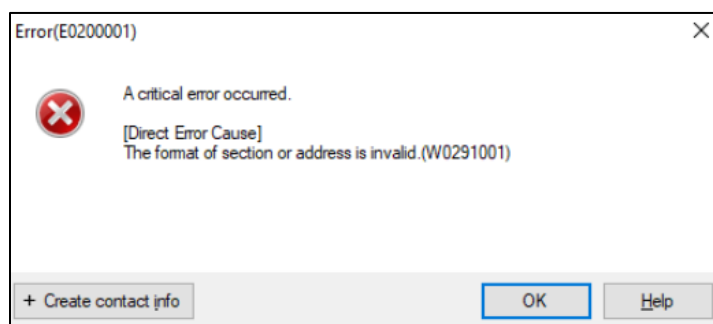 Error(E0200001)
A critical error occurred.
[Direct Error Cause]
The format of section or address is invalid.(W0291001)
+ Create contact info
OK
Help